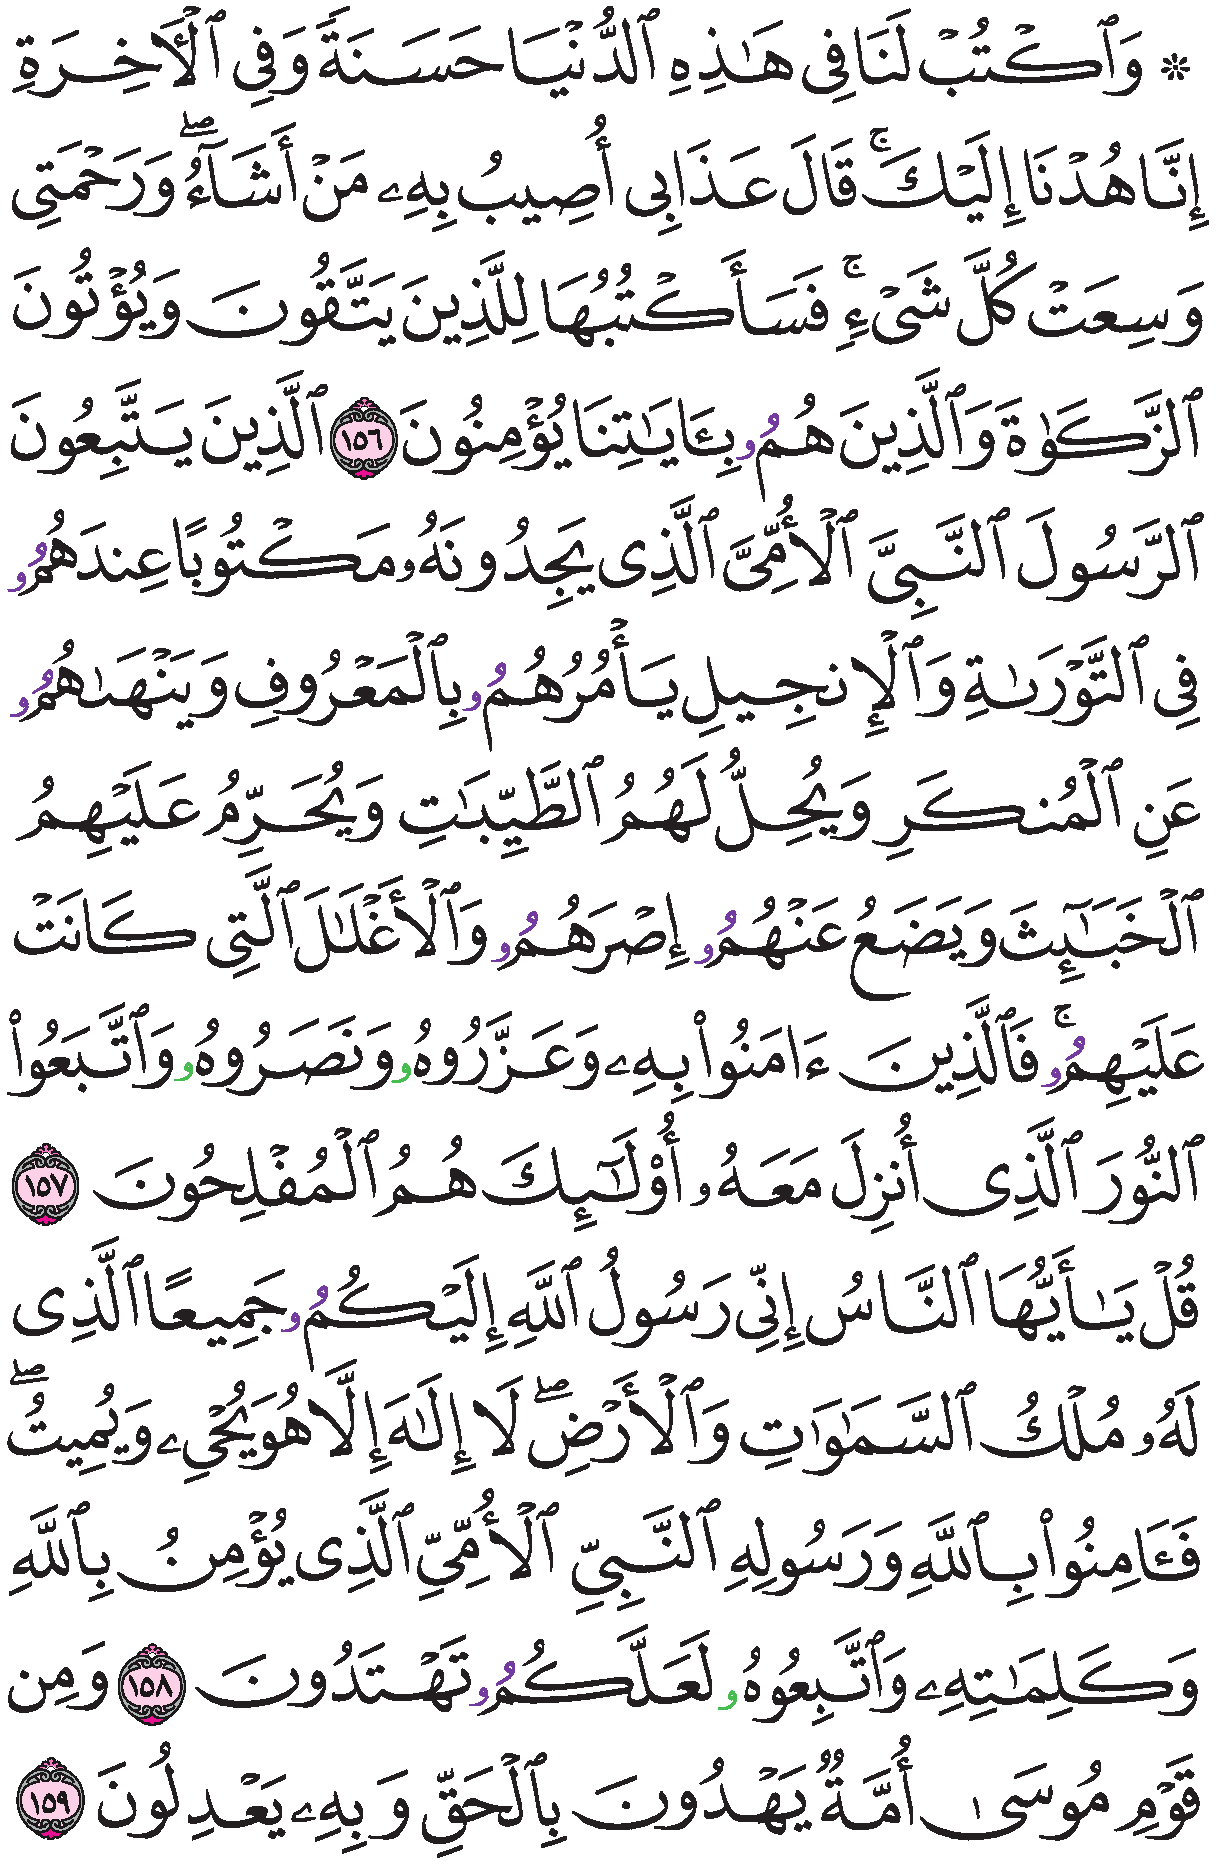 ۞ وَٱكۡتُبۡ لَنَا فِى هَٰذِهِ ٱلدُّنۡيَا حَسَنَةً وَفِى ٱلۡأٓخِرَةِ
إِنَّا هُدۡنَا إِلَيۡكَۚ قَالَ عَذَابِى أُصِيبُ بِهِۦ مَنۡ أَشَآءُۖ وَرَحۡمَتِى
وَسِعَتۡ كُلَّ شَىۡءٍۚ فَسَأَكۡتُبُهَا لِلَّذِينَ يَتَّقُونَ وَيُؤۡتُونَ
ٱلزَّكَوٰةَ وَٱلَّذِينَ هُمُۥ بِـَٔايَٰتِنَا يُؤۡمِنُونَ ١٥٦ ٱلَّذِينَ يَتَّبِعُونَ
ٱلرَّسُولَ ٱلنَّبِىَّ ٱلۡأُمِّىَّ ٱلَّذِى يَجِدُونَهُۥ مَكۡتُوبًا عِندَهُمُۥ
فِى ٱلتَّوۡرَىٰةِ وَٱلۡإِنجِيلِ يَأۡمُرُهُمُۥ بِٱلۡمَعۡرُوفِ وَيَنۡهَىٰهُمُۥ
عَنِ ٱلۡمُنكَرِ وَيُحِلُّ لَهُمُ ٱلطَّيِّبَٰتِ وَيُحَرِّمُ عَلَيۡهِمُ
ٱلۡخَبَٰٓئِثَ وَيَضَعُ عَنۡهُمُۥ إِصۡرَهُمُۥ وَٱلۡأَغۡلَٰلَ ٱلَّتِى كَانَتۡ
عَلَيۡهِمُۥۚ فَٱلَّذِينَ ءَامَنُواْ بِهِۦ وَعَزَّرُوهُۥ وَنَصَرُوهُۥ وَٱتَّبَعُواْ
ٱلنُّورَ ٱلَّذِى أُنزِلَ مَعَهُۥ أُوْلَٰٓئِكَ هُمُ ٱلۡمُفۡلِحُونَ ١٥٧
قُلۡ يَٰأَيُّهَا ٱلنَّاسُ إِنِّى رَسُولُ ٱللَّهِ إِلَيۡكُمُۥ جَمِيعًا ٱلَّذِى
لَهُۥ مُلۡكُ ٱلسَّمَٰوَٰتِ وَٱلۡأَرۡضِۖ لَا إِلَٰهَ إِلَّا هُوَ يُحۡىِۦ وَيُمِيتُۖ
فَـَٔامِنُواْ بِٱللَّهِ وَرَسُولِهِ ٱلنَّبِىِّ ٱلۡأُمِّىِّ ٱلَّذِى يُؤۡمِنُ بِٱللَّهِ
وَكَلِمَٰتِهِۦ وَٱتَّبِعُوهُۥ لَعَلَّكُمُۥ تَهۡتَدُونَ ١٥٨ وَمِن
قَوۡمِ مُوسَىٰ أُمَّةٌ يَهۡدُونَ بِٱلۡحَقِّ وَبِهِۦ يَعۡدِلُونَ ١٥٩